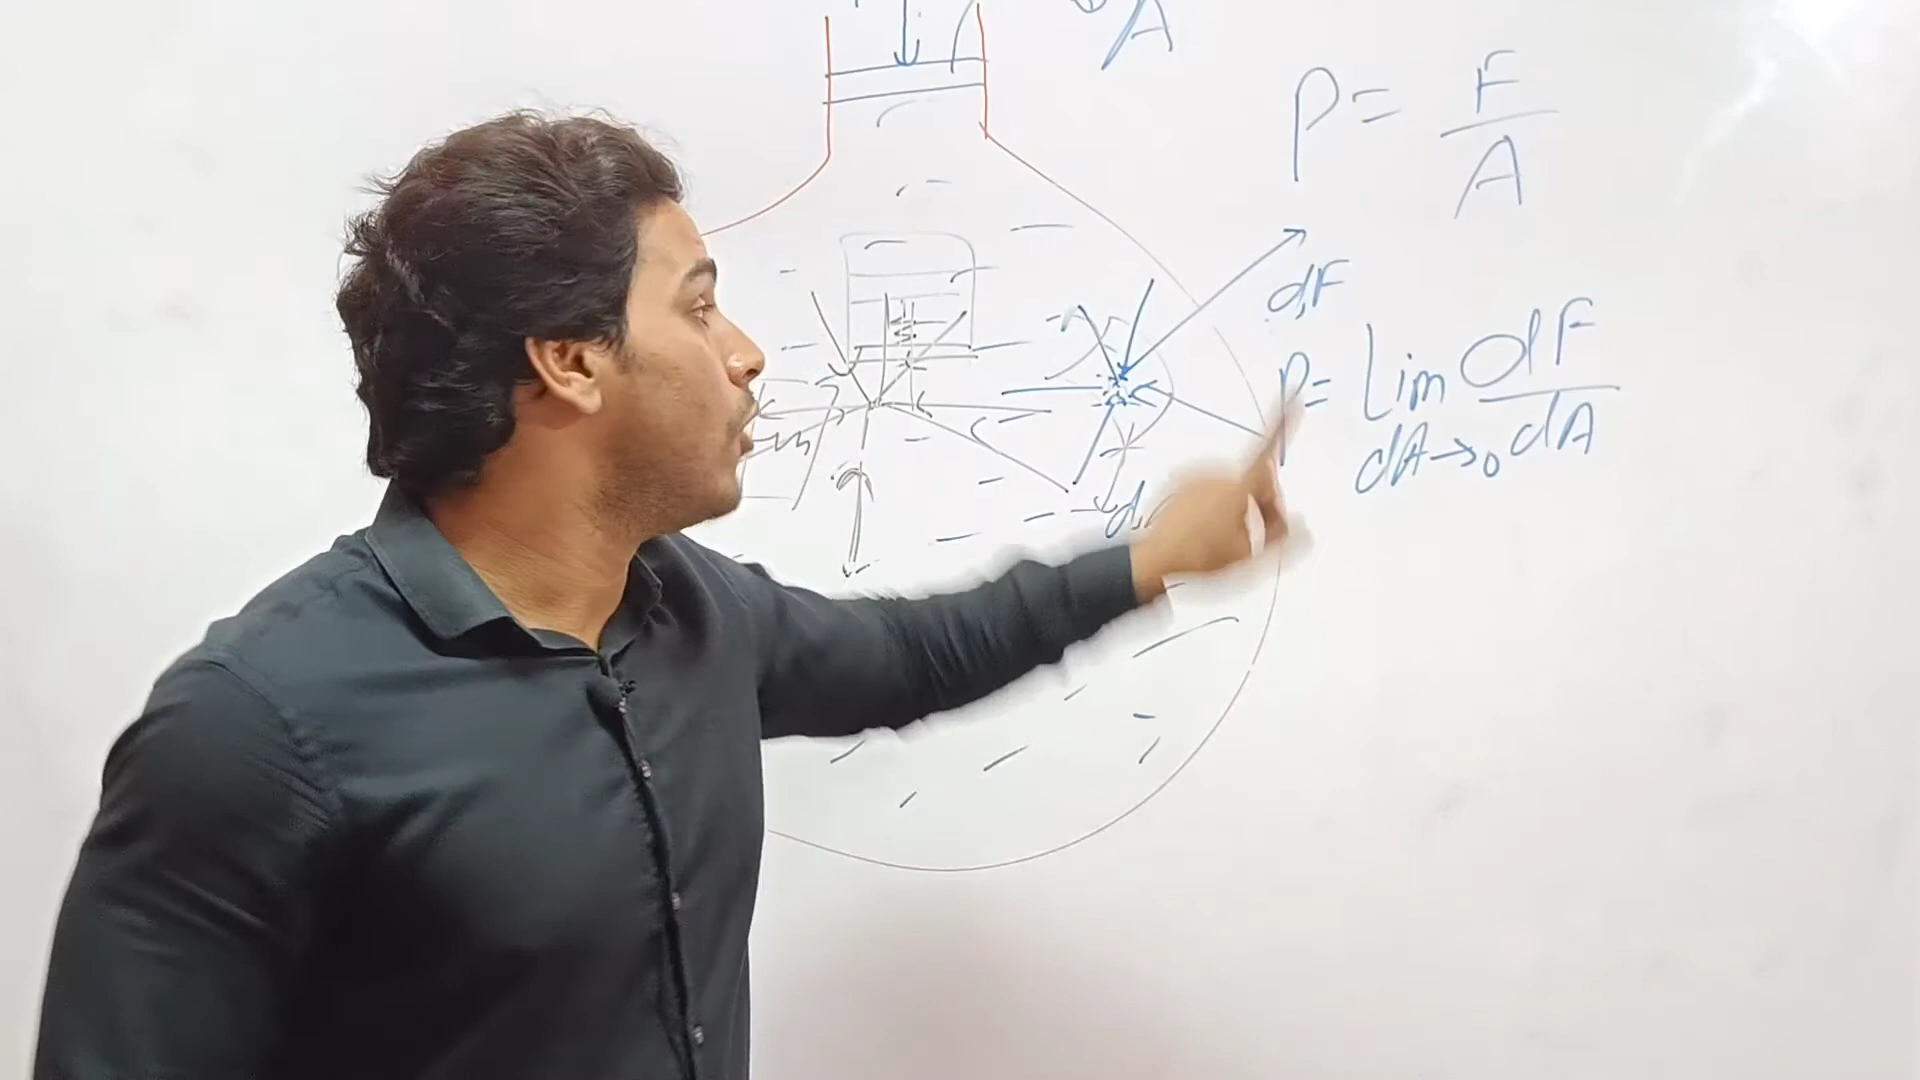 A
P = F/A
dF
P = Lim dF/dA
dA→0